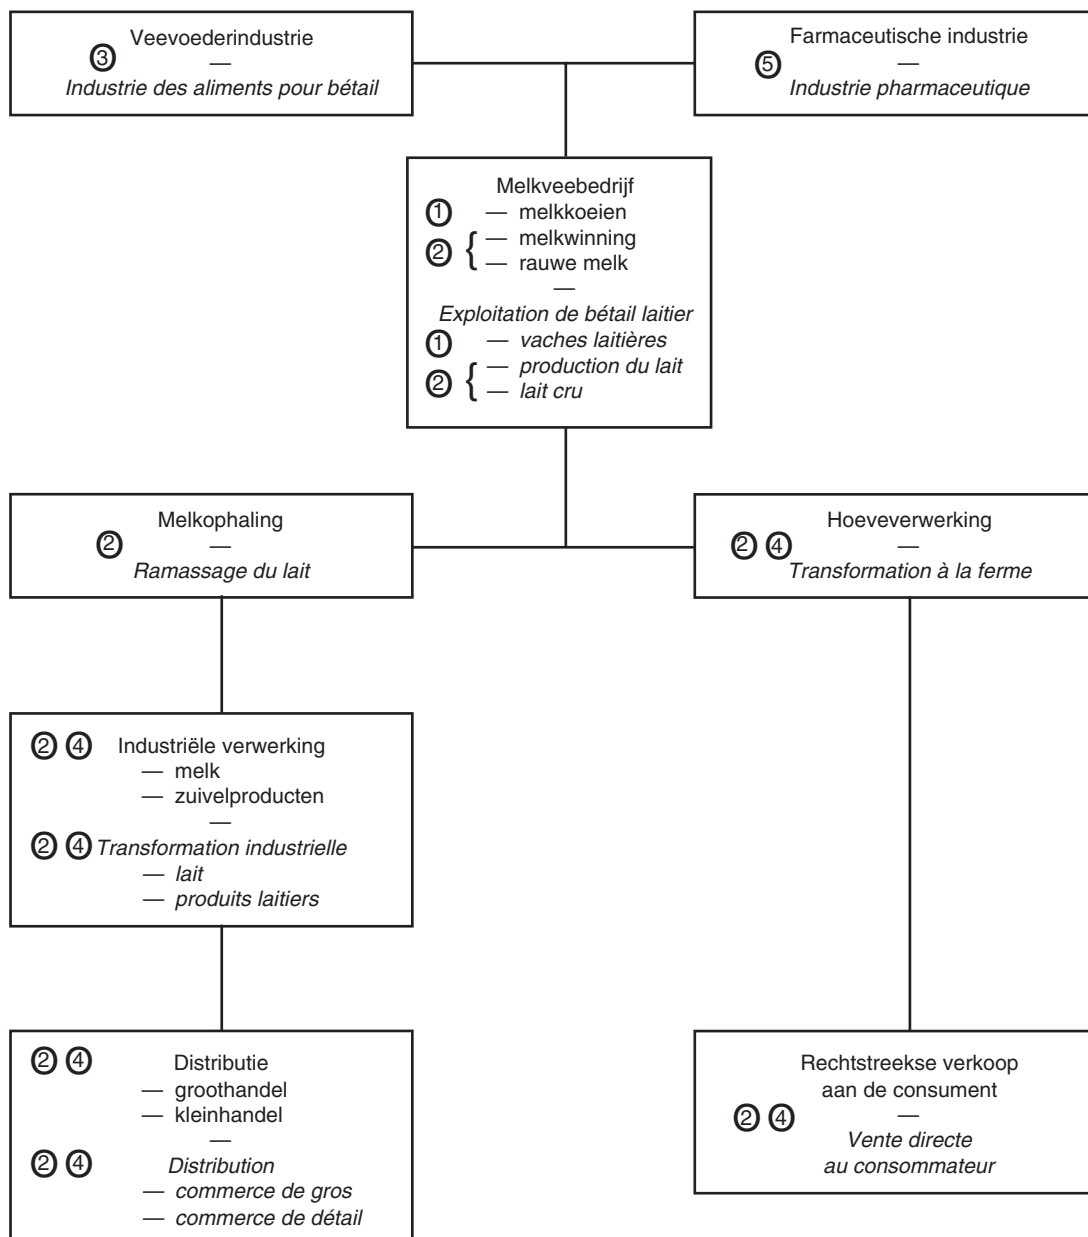 Veevoederindustrie
③
—
Industrie des aliments pour bétail
Farmaceutische industrie
⑤
—
Industrie pharmaceutique
Melkveebedrijf
① — melkkoeien
② { — melkwinning
— rauwe melk
—
Exploitation de bétail laitier
① — vaches laitières
② { — production du lait
— lait cru
Melkophaling
② —
Ramassage du lait
Hoeveverwerking
② ④ —
Transformation à la ferme
② ④ Industriële verwerking
— melk
— zuivelproducten
—
② ④ Transformation industrielle
— lait
— produits laitiers
② ④ Distributie
— groothandel
— kleinhandel
—
② ④ Distribution
— commerce de gros
— commerce de détail
Rechtstreekse verkoop
aan de consument
② ④ —
Vente directe
au consommateur